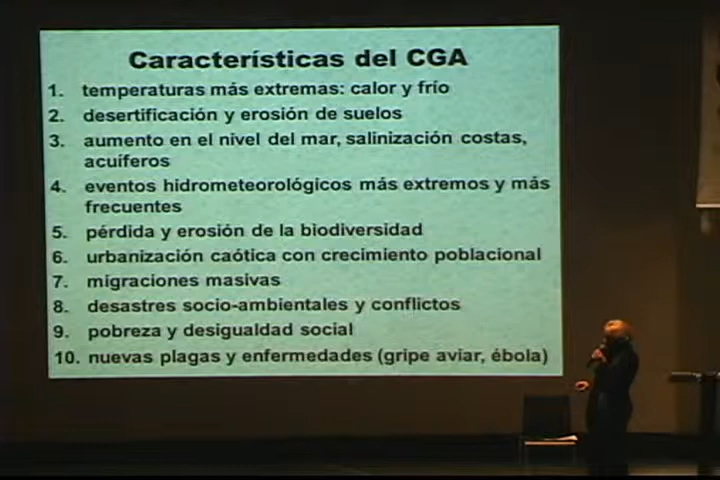 Características del CGA
1. temperaturas más extremas: calor y frío
2. desertificación y erosión de suelos
3. aumento en el nivel del mar, salinización costas,
acuíferos
4. eventos hidrometeorológicos más extremos y más
frecuentes
5. pérdida y erosión de la biodiversidad
6. urbanización caótica con crecimiento poblacional
7. migraciones masivas
8. desastres socio-ambientales y conflictos
9. pobreza y desigualdad social
10. nuevas plagas y enfermedades (gripe aviar, ébola)